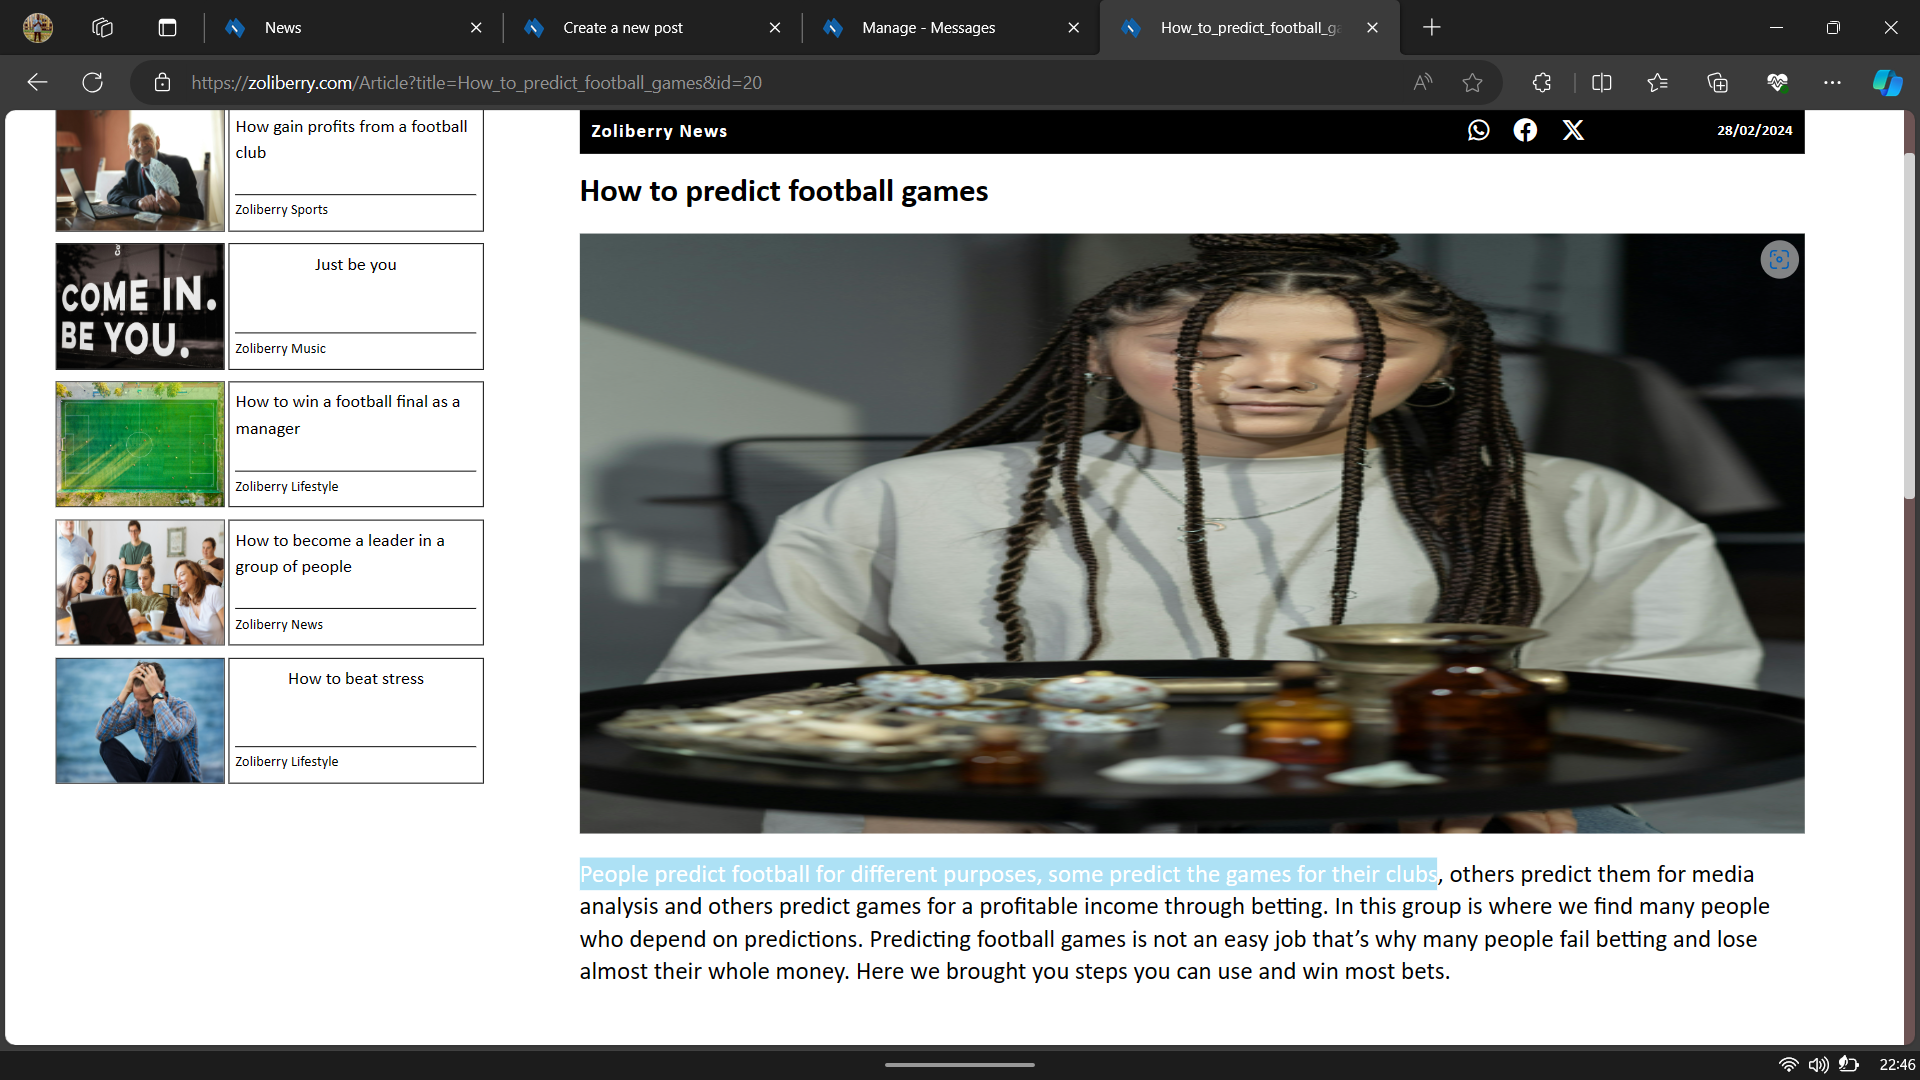 News
Create a new post
Manage - Messages
How_to_predict_football_ga
https://zoliberry.com/Article?title=How_to_predict_football_games&id=20
How gain profits from a football
club
Zoliberry Sports
COME IN.
BE YOU.
Just be you
Zoliberry Music
How to win a football final as a
manager
Zoliberry Lifestyle
How to become a leader in a
group of people
Zoliberry News
How to beat stress
Zoliberry Lifestyle
Zoliberry News
28/02/2024
How to predict football games
People predict football for different purposes, some predict the games for their clubs, others predict them for media
analysis and others predict games for a profitable income through betting. In this group is where we find many people
who depend on predictions. Predicting football games is not an easy job that’s why many people fail betting and lose
almost their whole money. Here we brought you steps you can use and win most bets.
22:46